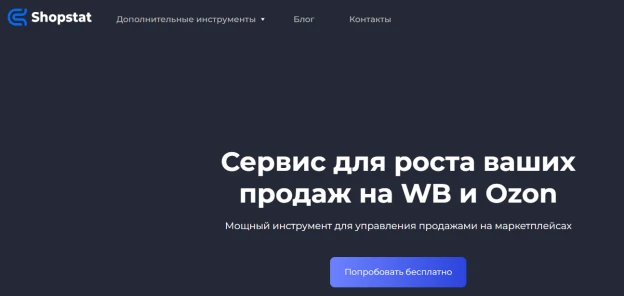 Shopstat
Дополнительные инструменты
Блог
Контакты
Сервис для роста ваших
продаж на WB и Ozon
Мощный инструмент для управления продажами на маркетплейсах
Попробовать бесплатно